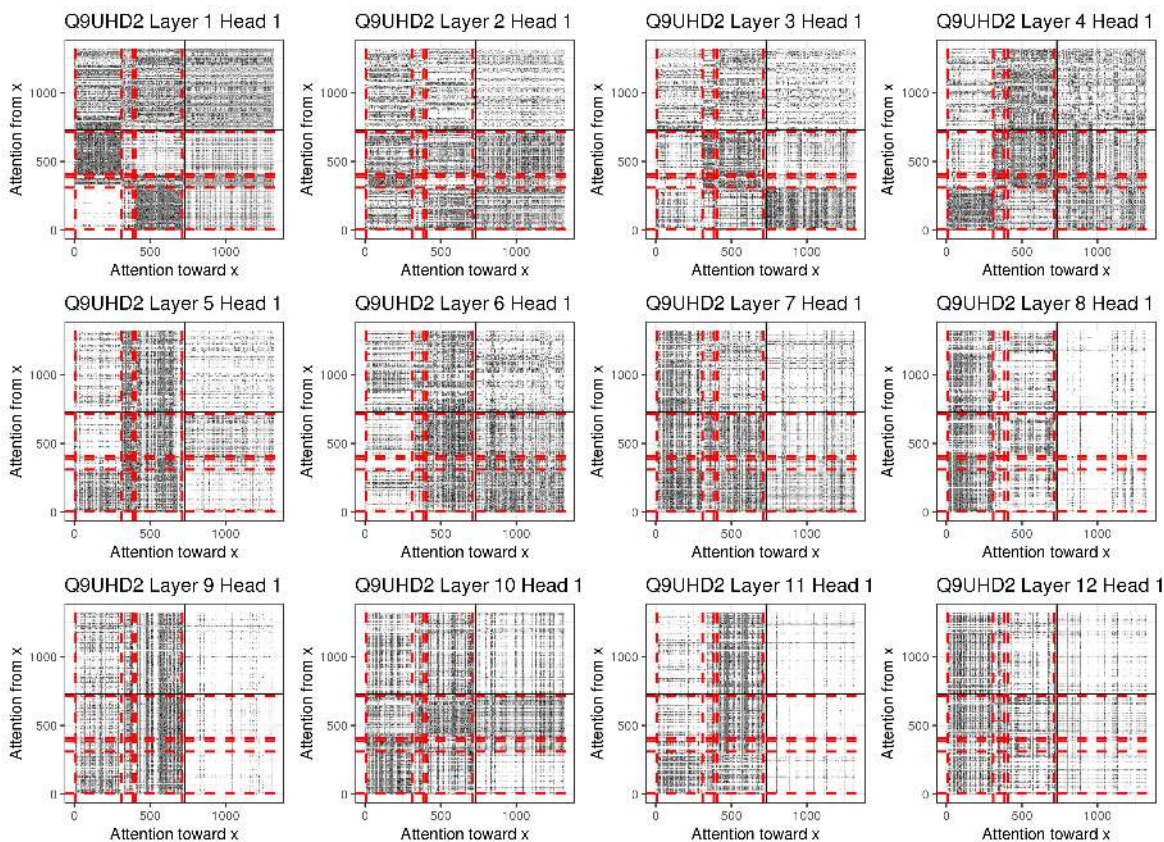 Q9UHD2 Layer 1 Head 1
Q9UHD2 Layer 2 Head 1
Q9UHD2 Layer 3 Head 1
Q9UHD2 Layer 4 Head 1
Attention from x
1000
500
0
Attention from x
1000
500
0
Attention from x
1000
500
0
Attention from x
1000
500
0
0 500 1000
0 500 1000
0 500 1000
0 500 1000
Attention toward x
Attention toward x
Attention toward x
Attention toward x
Q9UHD2 Layer 5 Head 1
Q9UHD2 Layer 6 Head 1
Q9UHD2 Layer 7 Head 1
Q9UHD2 Layer 8 Head 1
Attention from x
1000
500
0
Attention from x
1000
500
0
Attention from x
1000
500
0
Attention from x
1000
500
0
0 500 1000
0 500 1000
0 500 1000
0 500 1000
Attention toward x
Attention toward x
Attention toward x
Attention toward x
Q9UHD2 Layer 9 Head 1
Q9UHD2 Layer 10 Head 1
Q9UHD2 Layer 11 Head 1
Q9UHD2 Layer 12 Head 1
Attention from x
1000
500
0
Attention from x
1000
500
0
Attention from x
1000
500
0
Attention from x
1000
500
0
0 500 1000
0 500 1000
0 500 1000
0 500 1000
Attention toward x
Attention toward x
Attention toward x
Attention toward x